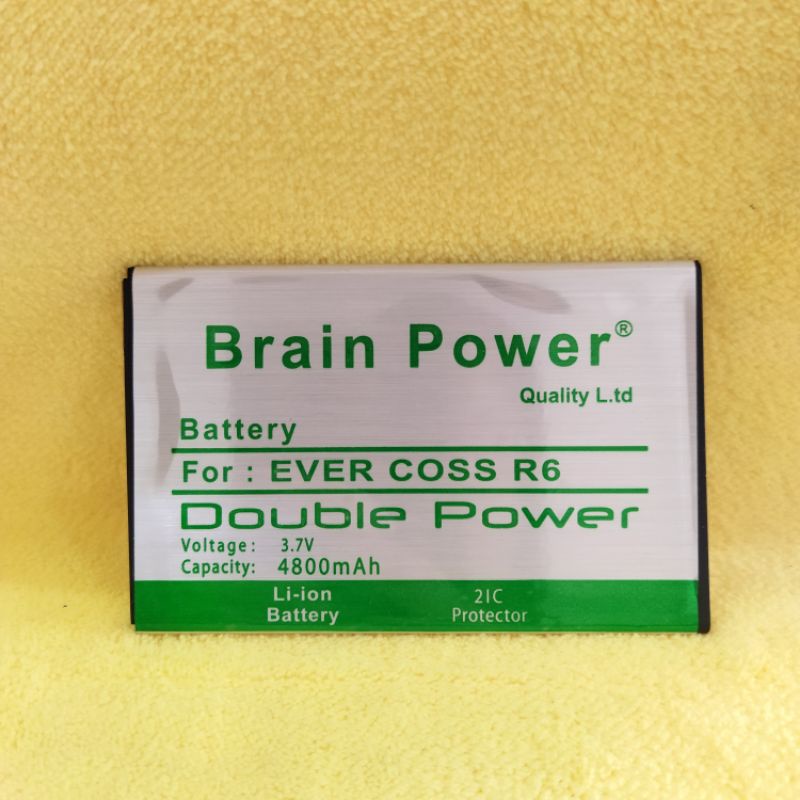 Brain Power®
Quality L.td
Battery
For : EVER COSS R6
Double Power
Voltage: 3.7V
Capacity: 4800mAh
Li-ion Battery
2IC Protector